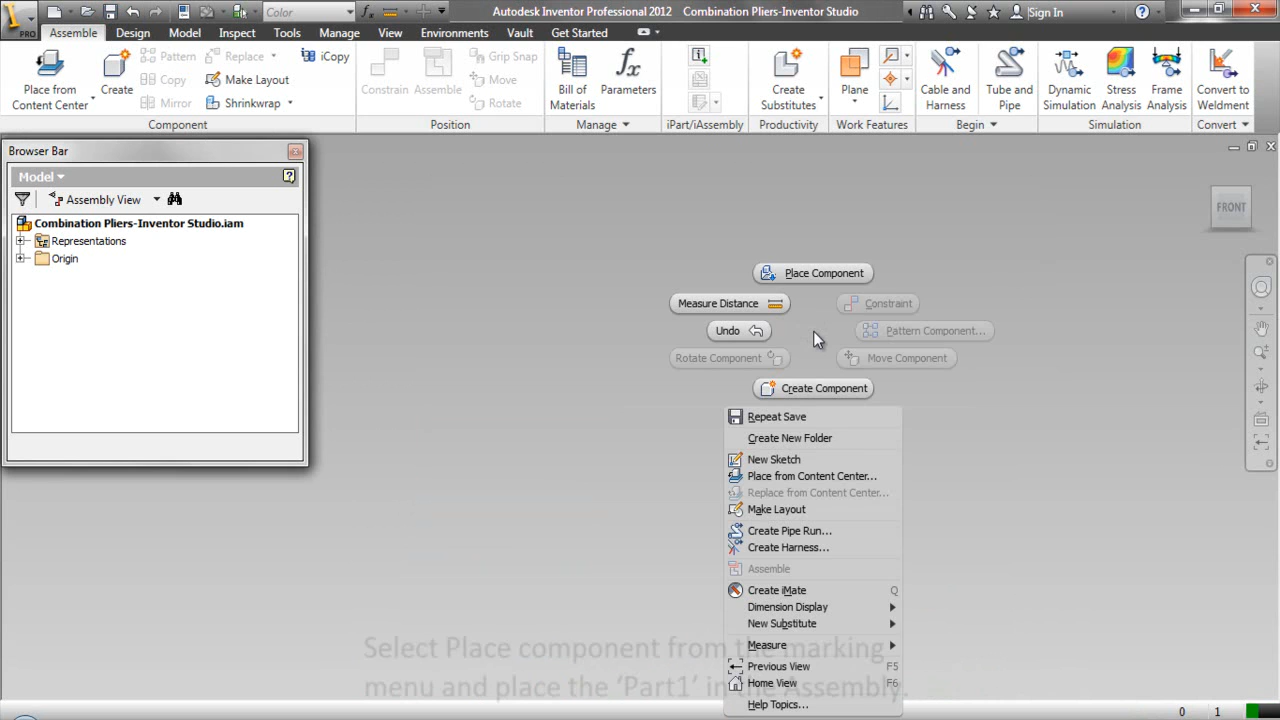 PRO
Color
Autodesk Inventor Professional 2012 Combination Pliers-Inventor Studio
Sign In
Assemble Design Model Inspect Tools Manage View Environments Vault Get Started
Place from
Content Center
Create
Pattern
Copy
Mirror
Replace
Make Layout
Shrinkwrap
iCopy
Constrain
Assemble
Grip Snap
Move
Rotate
Bill of
Materials
Parameters
Create
Substitutes
Plane
Cable and
Harness
Tube and
Pipe
Dynamic
Simulation
Stress
Analysis
Frame
Analysis
Convert to
Weldment
Component Position Manage iPart/iAssembly Productivity Work Features Begin Simulation Convert
Browser Bar
Model
Assembly View
Combination Pliers-Inventor Studio.iam
Representations
Origin
FRONT
Place Component
Measure Distance Constraint
Undo Pattern Component...
Rotate Component Move Component
Create Component
Repeat Save
Create New Folder
New Sketch
Place from Content Center...
Replace from Content Center...
Make Layout
Create Pipe Run...
Create Harness...
Assemble
Create iMate Q
Dimension Display
New Substitute
Measure
Previous View F5
Home View F6
Help Topics...
Select Place component from the marking
menu and place the ‘Part1’ in the Assembly.
0 1